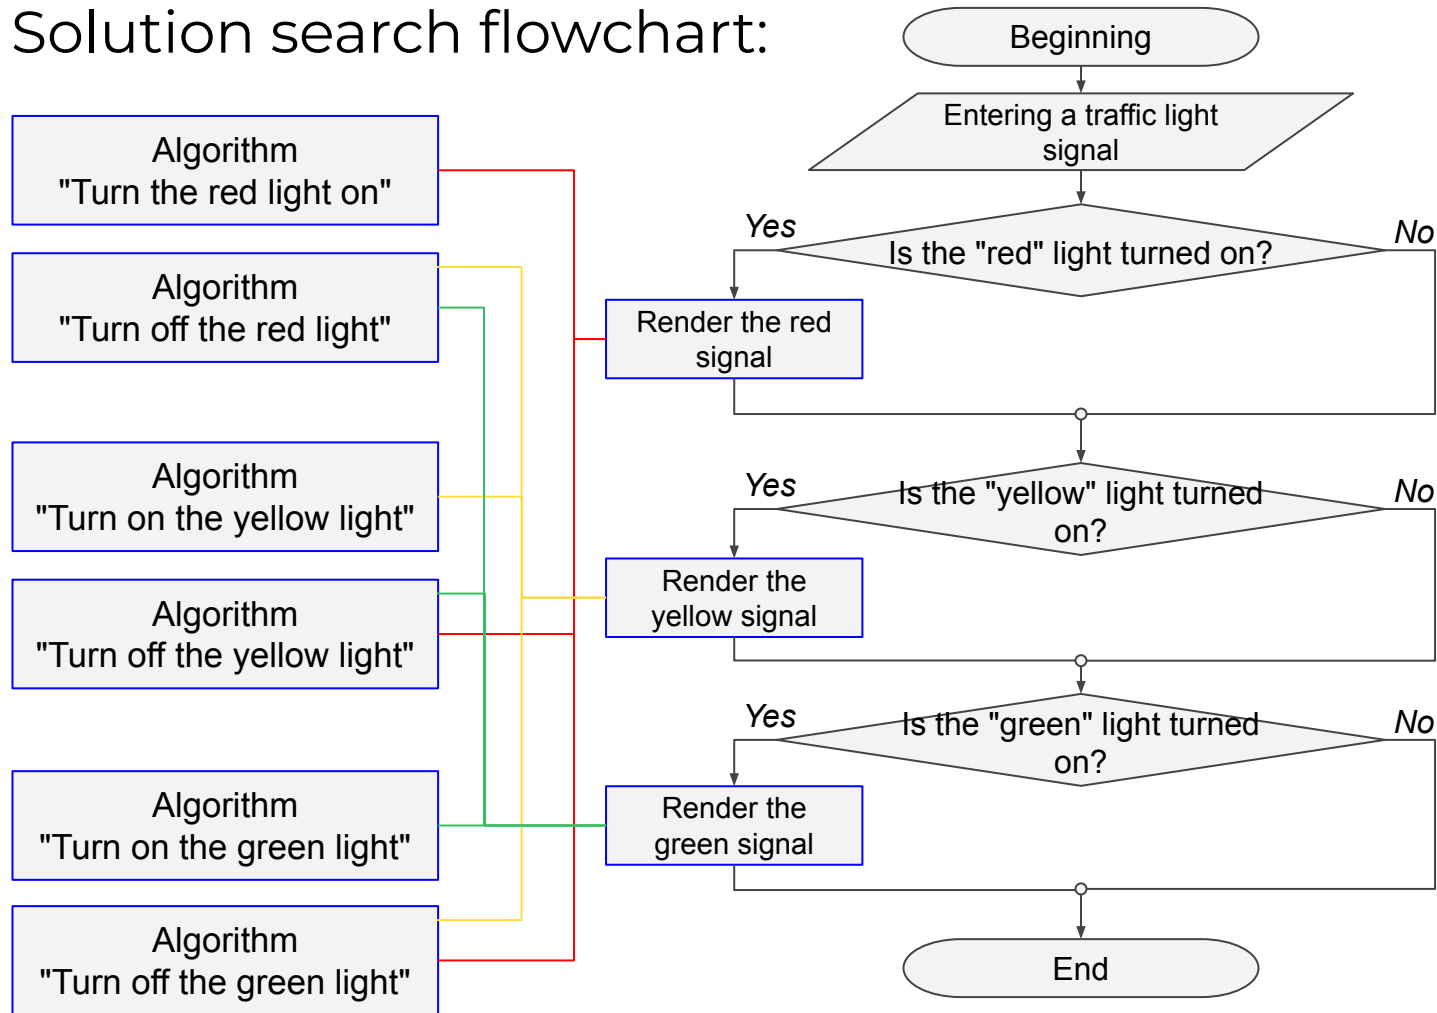 Solution search flowchart:
Beginning
Entering a traffic light
signal
Yes
Is the "red" light turned on?
No
Render the red
signal
Yes
Is the "yellow" light turned
on?
No
Render the
yellow signal
Yes
Is the "green" light turned
on?
No
Render the
green signal
End
Algorithm
"Turn the red light on"
Algorithm
"Turn off the red light"
Algorithm
"Turn on the yellow light"
Algorithm
"Turn off the yellow light"
Algorithm
"Turn on the green light"
Algorithm
"Turn off the green light"